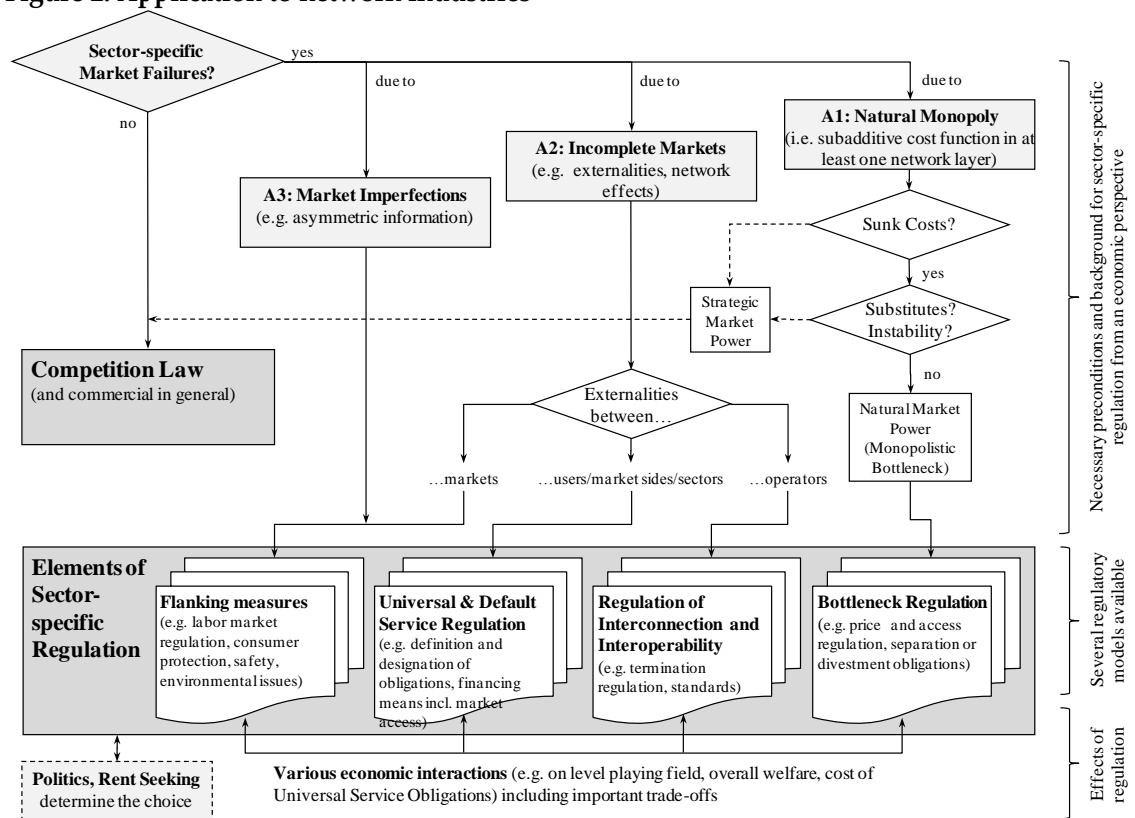 Sector-specific
Market Failures?
yes
no
due to
due to
due to
A1: Natural Monopoly
(i.e. subadditive cost function in at
least one network layer)
A2: Incomplete Markets
(e.g. externalities, network
effects)
A3: Market Imperfections
(e.g. asymmetric information)
Sunk Costs?
yes
Strategic
Market
Power
Substitutes?
Instability?
no
Competition Law
(and commercial in general)
Externalities
between…
Natural Market
Power
(Monopolistic
Bottleneck)
…markets
…users/market sides/sectors
…operators
Necessary preconditions and background for sector-specific
regulation from an economic perspective
Elements of
Sector-
specific
Regulation
Flanking measures
(e.g. labor market
regulation, consumer
protection, safety,
environmental issues)
Universal & Default
Service Regulation
(e.g. definition and
designation of
obligations, financing
means incl. market
access)
Regulation of
Interconnection and
Interoperability
(e.g. termination
regulation, standards)
Bottleneck Regulation
(e.g. price and access
regulation, separation or
divestment obligations)
Several regulatory
models available
Politics, Rent Seeking
determine the choice
Various economic interactions (e.g. on level playing field, overall welfare, cost of
Universal Service Obligations) including important trade-offs
Effects of
regulation